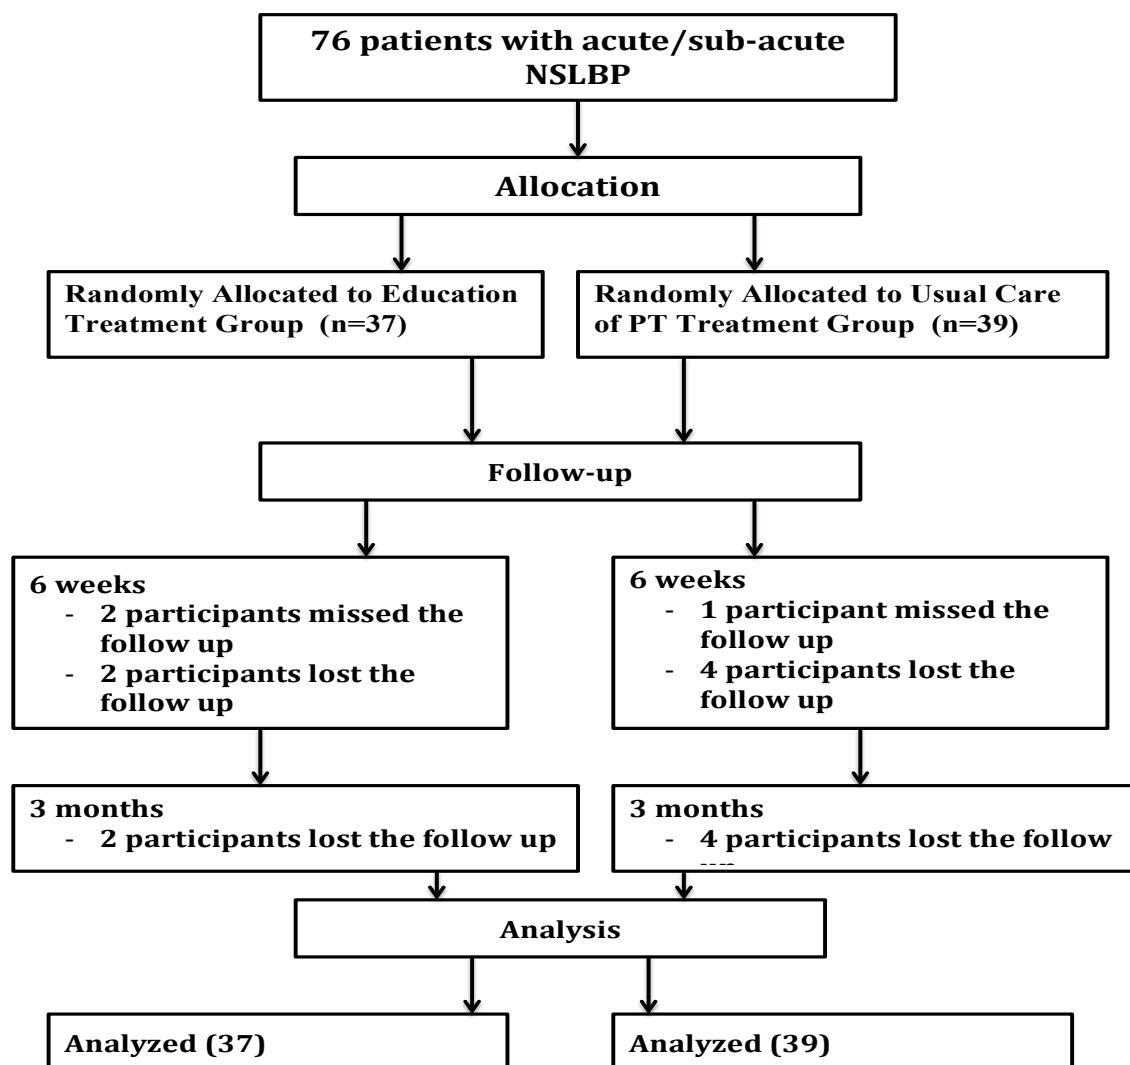 76 patients with acute/sub-acute
NSLBP
Allocation
Randomly Allocated to Education
Treatment Group (n=37)
Randomly Allocated to Usual Care
of PT Treatment Group (n=39)
Follow-up
6 weeks
- 2 participants missed the
follow up
- 2 participants lost the
follow up
6 weeks
- 1 participant missed the
follow up
- 4 participants lost the
follow up
3 months
- 2 participants lost the follow up
3 months
- 4 participants lost the follow
Analysis
Analyzed (37)
Analyzed (39)